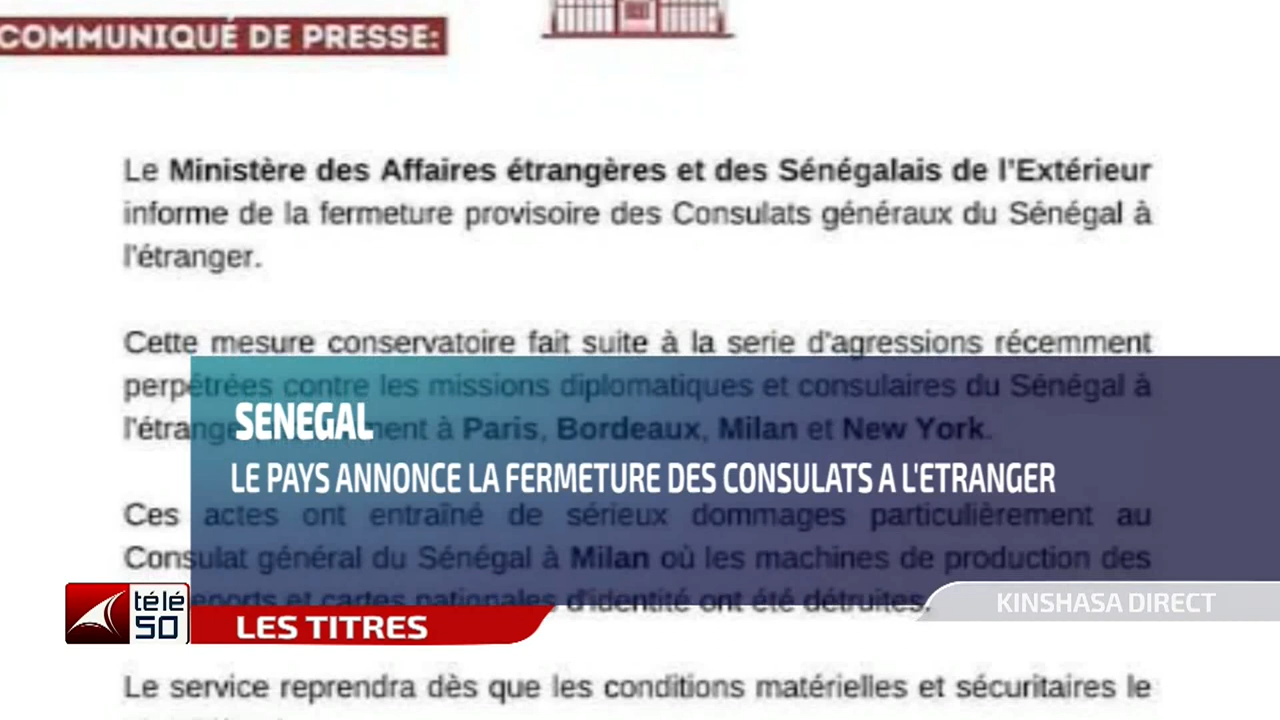 COMMUNIQUÉ DE PRESSE:
Le Ministère des Affaires étrangères et des Sénégalais de l'Extérieur
informe de la fermeture provisoire des Consulats généraux du Sénégal à
l'étranger.
Cette mesure conservatoire fait suite à la serie d'agressions récemment
perpétrées contre les missions diplomatiques et consulaires du Sénégal à
à Paris, Bordeaux, Milan et New York.
SENEGAL
LE PAYS ANNONCE LA FERMETURE DES CONSULATS A L'ETRANGER
Ces actes ont entraîné de sérieux dommages particulièrement au
Consulat général du Sénégal à Milan où les machines de production des
et cartes nationales d'identité ont été détruites.
télé
50
LES TITRES
KINSHASA DIRECT
Le service reprendra dès que les conditions matérielles et sécuritaires le